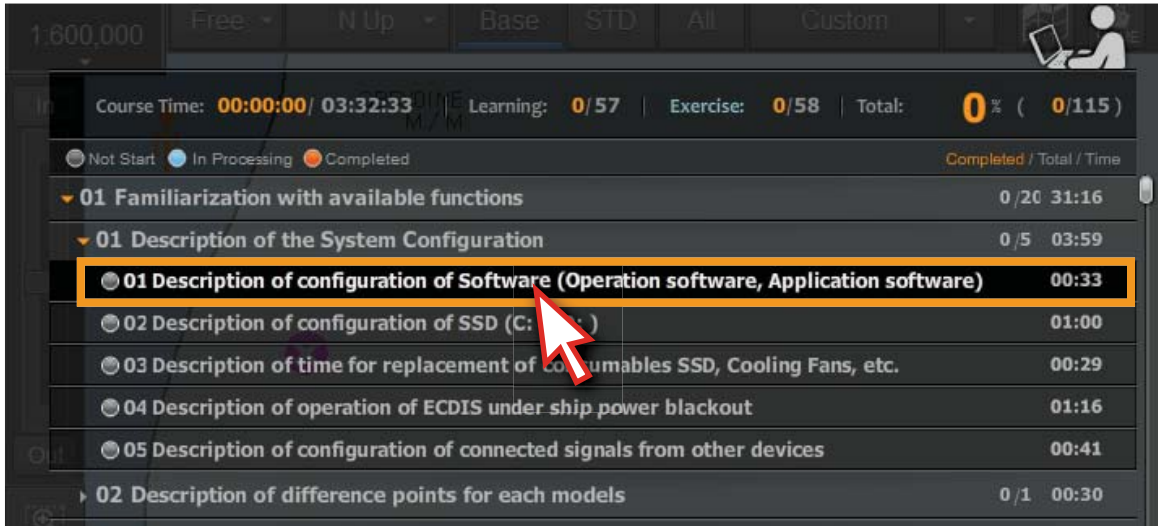 Free N Up Base STD All Custom
1:600,000
In
Course Time: 00:00:00/ 03:32:33 | Learning: 0/57 | Exercise: 0/58 | Total: 0% ( 0/115 )
Not Start In Processing Completed Completed / Total / Time
01 Familiarization with available functions 0/20 31:16
01 Description of the System Configuration 0/5 03:59
01 Description of configuration of Software (Operation software, Application software) 00:33
02 Description of configuration of SSD (C: : ) 01:00
03 Description of time for replacement of consumables SSD, Cooling Fans, etc. 00:29
04 Description of operation of ECDIS under ship power blackout 01:16
05 Description of configuration of connected signals from other devices 00:41
Out
02 Description of difference points for each models 0/1 00:30